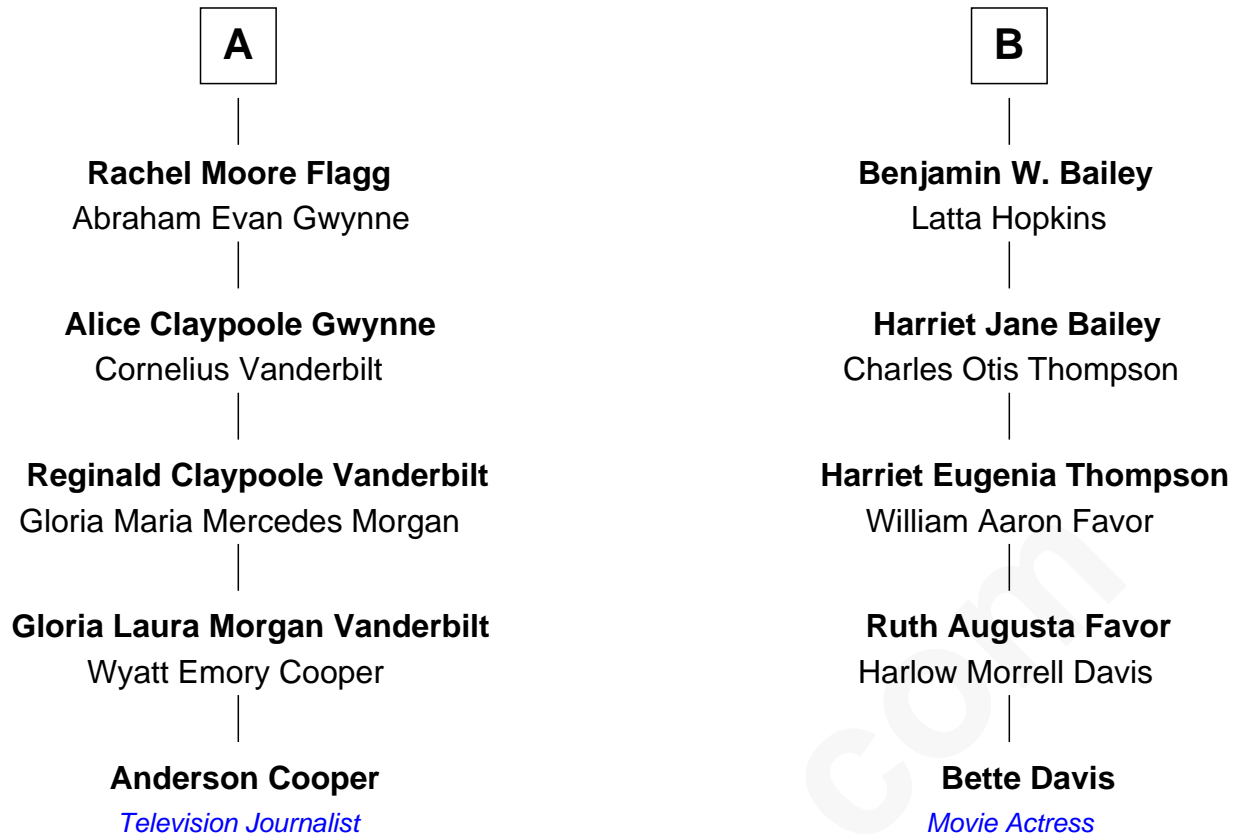 A
Rachel Moore Flagg
Abraham Evan Gwynne
Alice Claypoole Gwynne
Cornelius Vanderbilt
Reginald Claypoole Vanderbilt
Gloria Maria Mercedes Morgan
Gloria Laura Morgan Vanderbilt
Wyatt Emory Cooper
Anderson Cooper
Television Journalist
B
Benjamin W. Bailey
Latta Hopkins
Harriet Jane Bailey
Charles Otis Thompson
Harriet Eugenia Thompson
William Aaron Favor
Ruth Augusta Favor
Harlow Morrell Davis
Bette Davis
Movie Actress
com